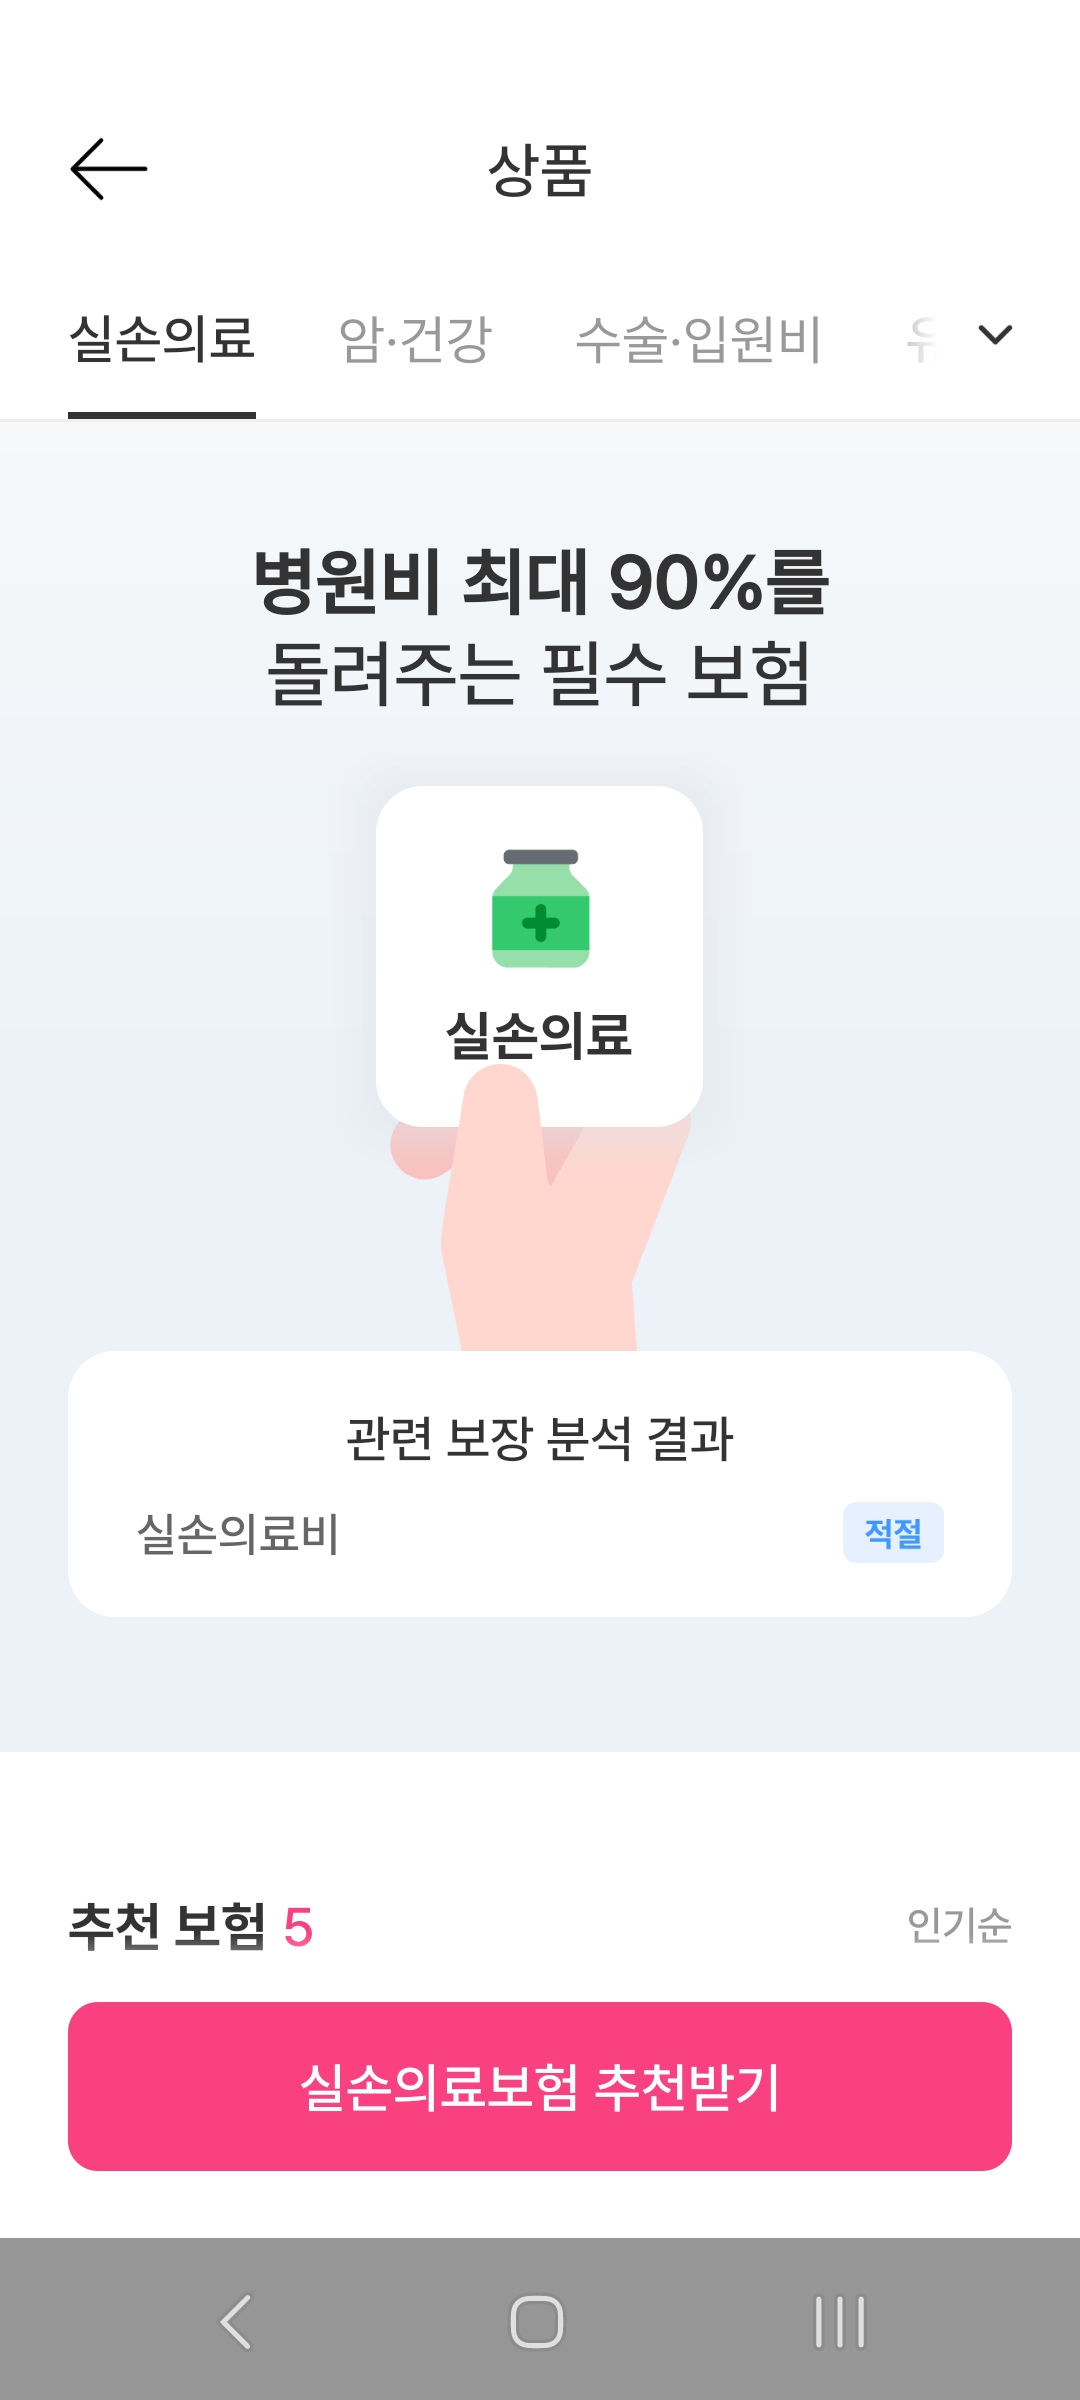 상품
실손의료 암·건강 수술·입원비
병원비 최대 90%를
돌려주는 필수 보험
실손의료
관련 보장 분석 결과
실손의료비 적절
추천 보험 5 인기순
실손의료보험 추천받기